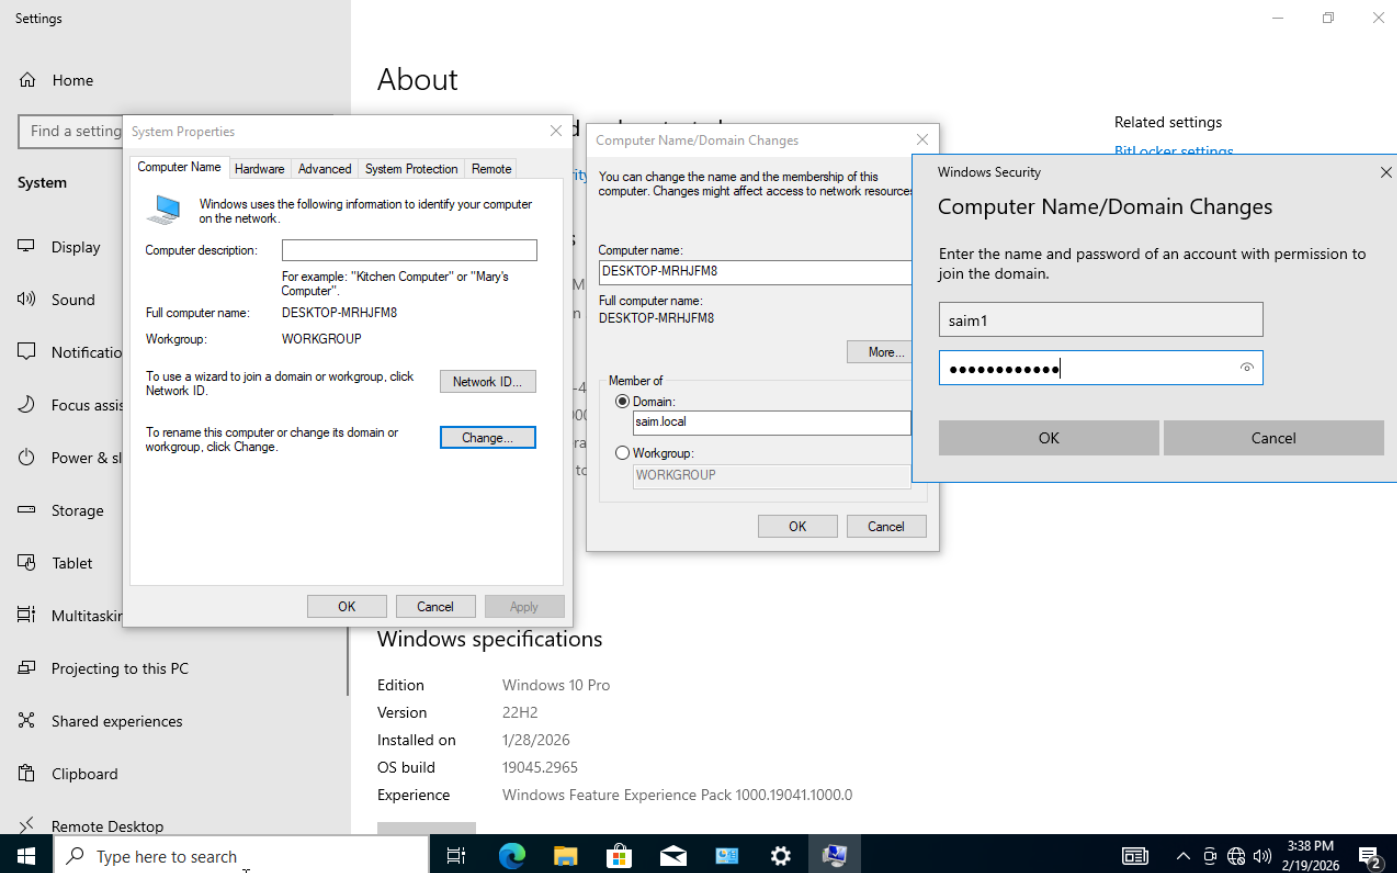 Settings
Home
Find a setting
System
Display
Sound
Notificatio
Focus assis
Power & sl
Storage
Tablet
Multitaskin
Projecting to this PC
Shared experiences
Clipboard
Remote Desktop
About
Related settings
BitLocker settings
System Properties
Computer Name
Hardware
Advanced
System Protection
Remote
Windows uses the following information to identify your computer
on the network.
Computer description:
For example: "Kitchen Computer" or "Mary's
Computer".
Full computer name:
DESKTOP-MRHJFM8
Workgroup:
WORKGROUP
To use a wizard to join a domain or workgroup, click
Network ID.
Network ID...
To rename this computer or change its domain or
workgroup, click Change.
Change...
OK
Cancel
Apply
Computer Name/Domain Changes
You can change the name and the membership of this
computer. Changes might affect access to network resources
Computer name:
DESKTOP-MRHJFM8
Full computer name:
DESKTOP-MRHJFM8
More...
Member of
Domain:
saim.local
Workgroup:
WORKGROUP
OK
Cancel
Windows Security
Computer Name/Domain Changes
Enter the name and password of an account with permission to
join the domain.
saim1
OK
Cancel
Windows specifications
Edition
Windows 10 Pro
Version
22H2
Installed on
1/28/2026
OS build
19045.2965
Experience
Windows Feature Experience Pack 1000.19041.1000.0
Type here to search
3:38 PM
2/19/2026
2